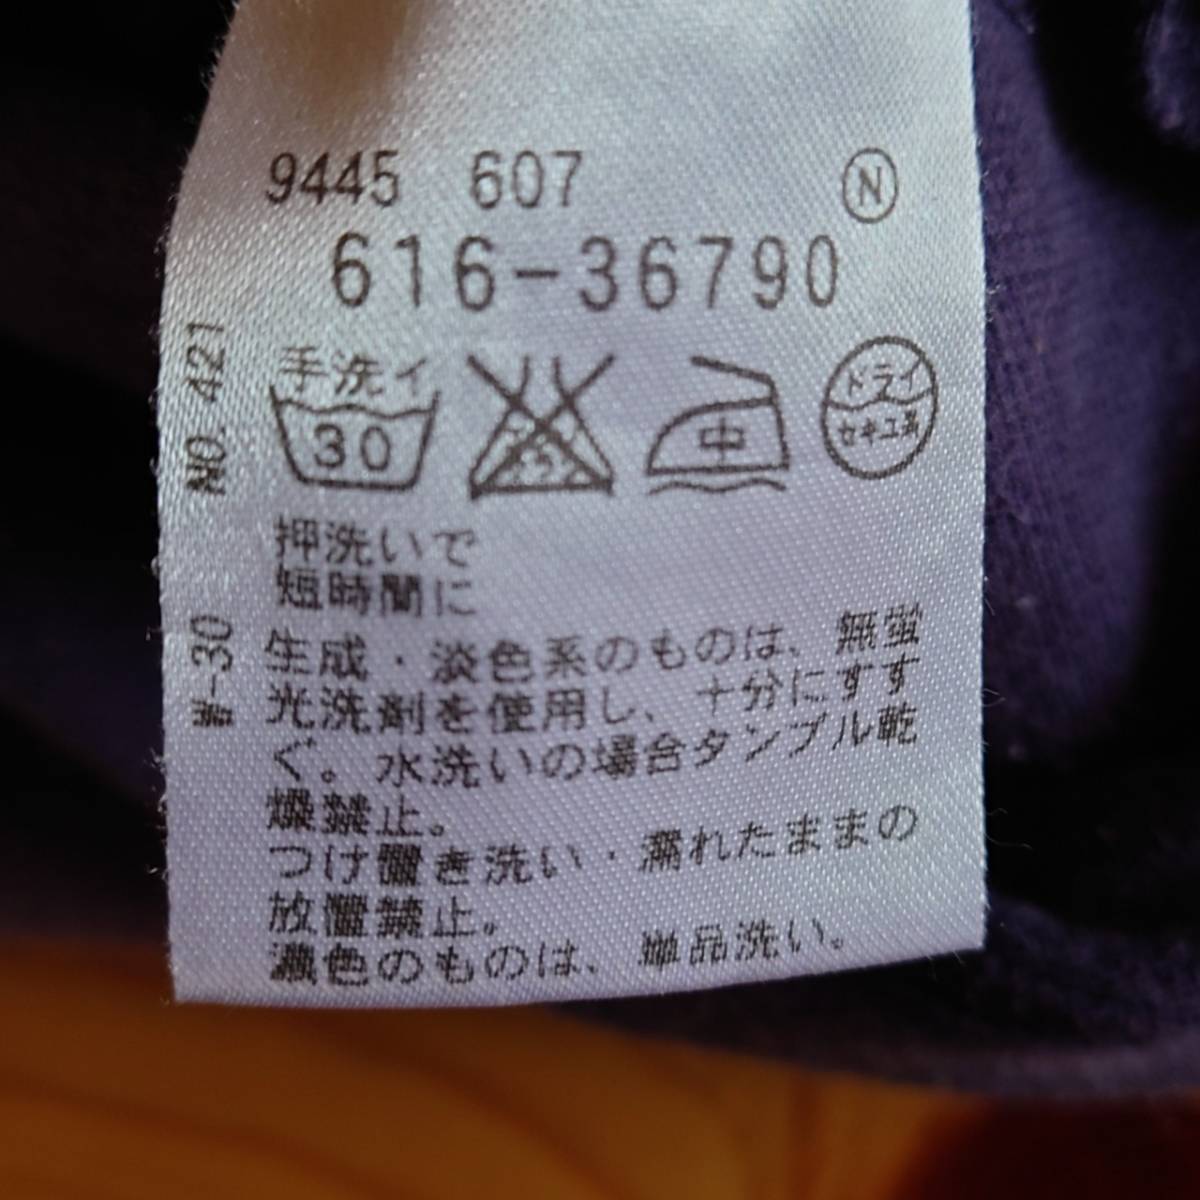 9445 607 N
616-36790
NO. 421
手洗イ
30
エンソ
中
ドライ
セキユ系
押洗いで
短時間に
W-30
生成・淡色系のものは、無蛍
光洗剤を使用し、十分にすす
ぐ。水洗いの場合タンブル乾
燥禁止。
つけ置き洗い・濡れたままの
放置禁止。
濃色のものは、単品洗い。